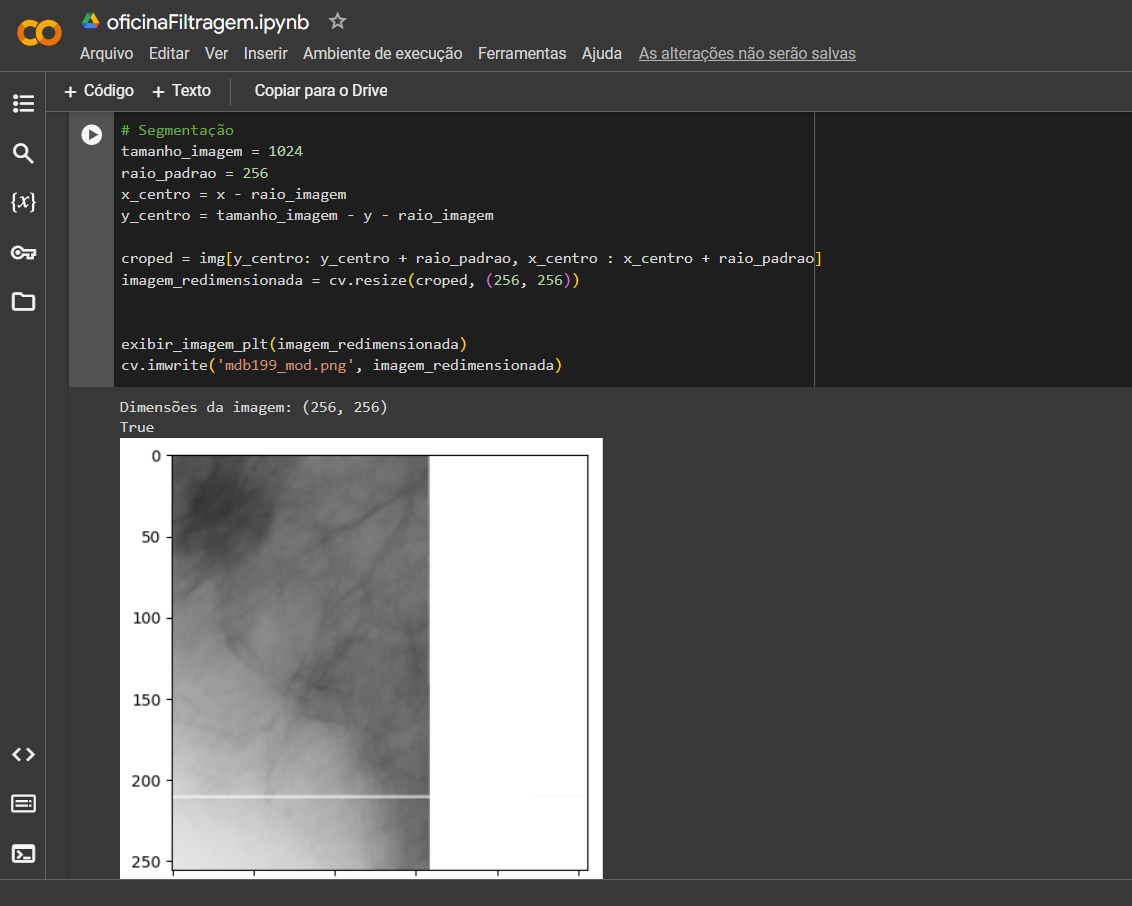 oficinaFiltragem.ipynb
Arquivo Editar Ver Inserir Ambiente de execução Ferramentas Ajuda As alterações não serão salvas
+ Código + Texto Copiar para o Drive
{x}
# Segmentação
tamanho_imagem = 1024
raio_padrao = 256
x_centro = x - raio_imagem
y_centro = tamanho_imagem - y - raio_imagem
croped = img[y_centro: y_centro + raio_padrao, x_centro : x_centro + raio_padrao]
imagem_redimensionada = cv.resize(croped, (256, 256))
exibir_imagem_plt(imagem_redimensionada)
cv.imwrite('mdb199_mod.png', imagem_redimensionada)
Dimensões da imagem: (256, 256)
True
0
50
100
150
200
250